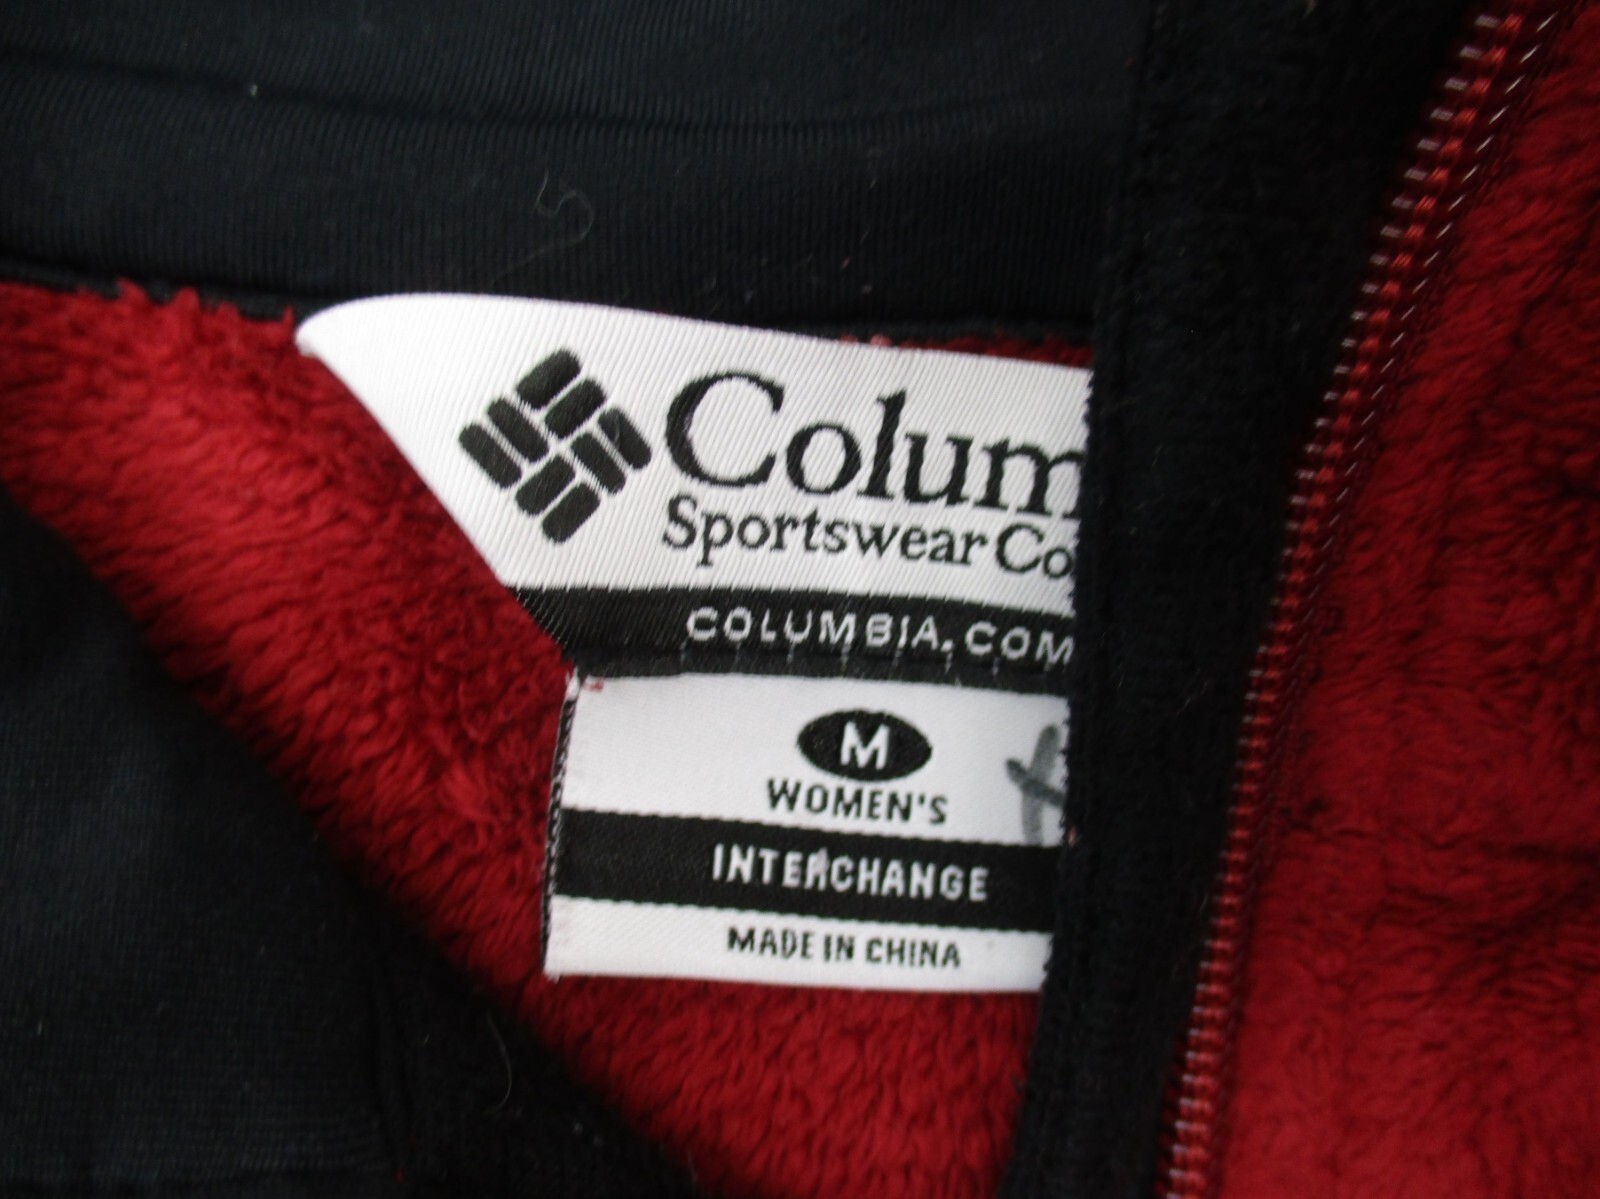 Colum
Sportswear Co
COLUMBIA.COM
M
WOMEN'S
INTERCHANGE
MADE IN CHINA